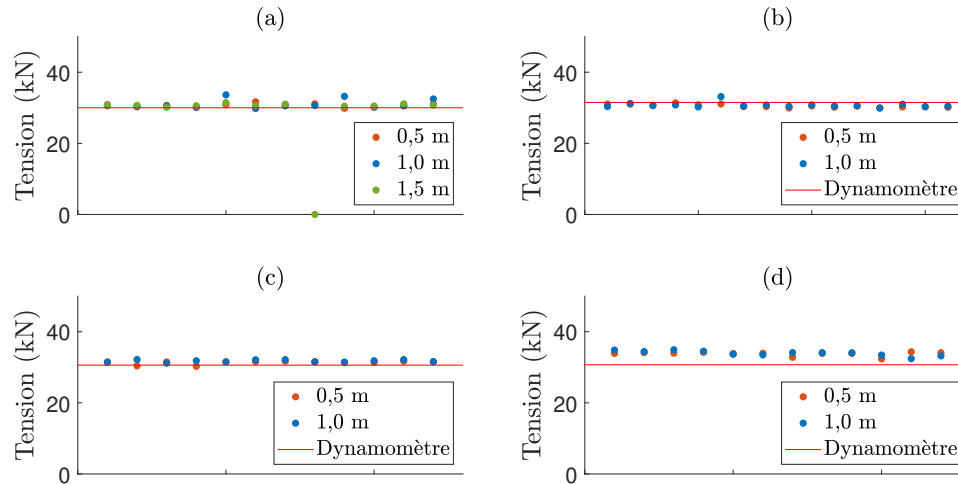 (a)
Tension (kN)
40
20
0
0,5 m
1,0 m
1,5 m
(b)
Tension (kN)
40
20
0
0,5 m
1,0 m
Dynamomètre
(c)
Tension (kN)
40
20
0
0,5 m
1,0 m
Dynamomètre
(d)
Tension (kN)
40
20
0
0,5 m
1,0 m
Dynamomètre